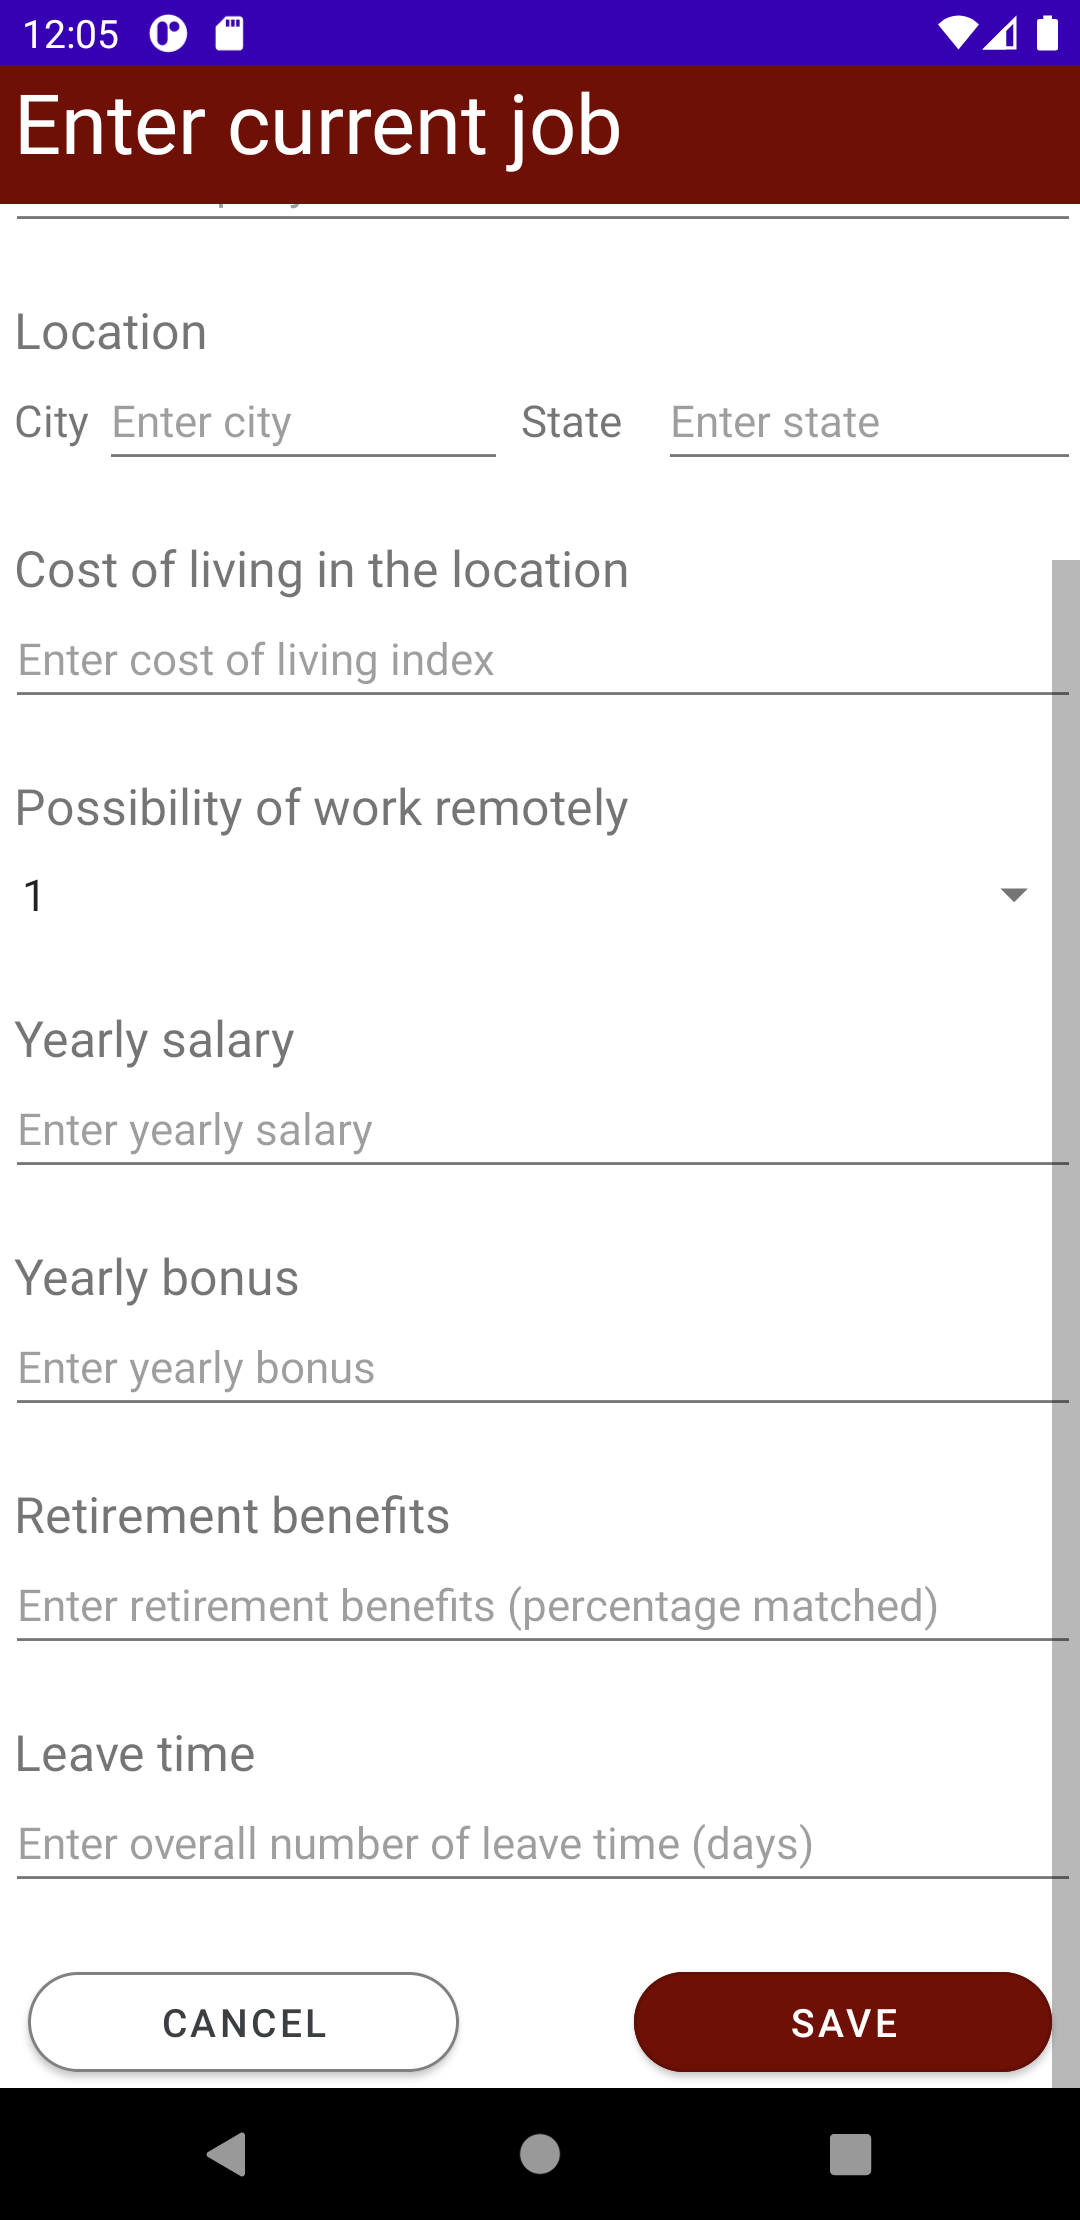 12:05
Enter current job
Location
City Enter city State Enter state
Cost of living in the location
Enter cost of living index
Possibility of work remotely
1
Yearly salary
Enter yearly salary
Yearly bonus
Enter yearly bonus
Retirement benefits
Enter retirement benefits (percentage matched)
Leave time
Enter overall number of leave time (days)
CANCEL SAVE